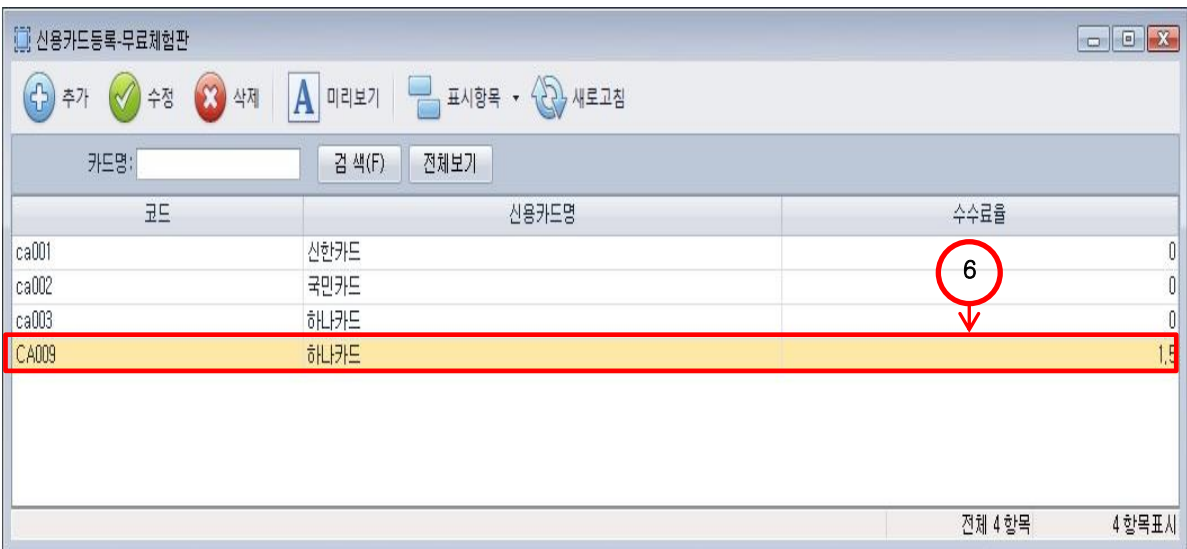 신용카드등록-무료체험판
추가 수정 삭제 A 미리보기 표시항목 새로고침
카드명: 검 색(F) 전체보기
코드 신용카드명 수수료율
ca001 신한카드 0
ca002 국민카드 0
ca003 하나카드 0
6
CA009 하나카드 1.5
전체 4 항목 4 항목표시